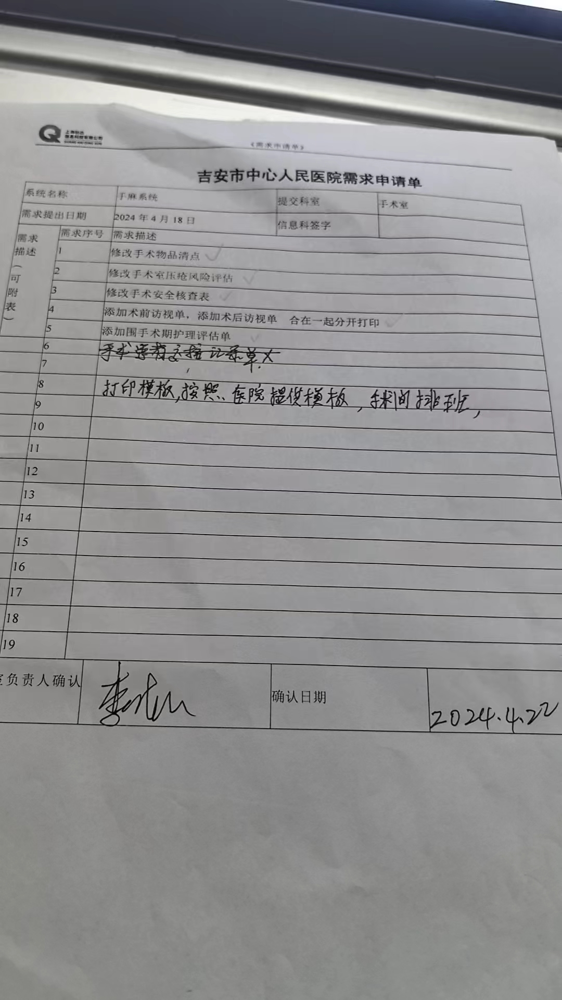 《需求申请单》
吉安市中心人民医院需求申请单
系统名称 手麻系统 提交科室 手术室
需求提出日期 2024 年 4 月 18 日 信息科签字
需求描述（可附表） 需求序号 需求描述
1 修改手术物品清点 ✓
2 修改手术室压疮风险评估 ✓
3 修改手术安全核查表 ✓
4 添加术前访视单，添加术后访视单 合在一起分开打印 ✓
5 添加围手术期护理评估单 ✓
6 手术患者交接记录单 ×
7
8 打印模板，按照医院提供模板，手术间排班，
9
10
11
12
13
14
15
16
17
18
19
室负责人确认 确认日期 2024.4.22